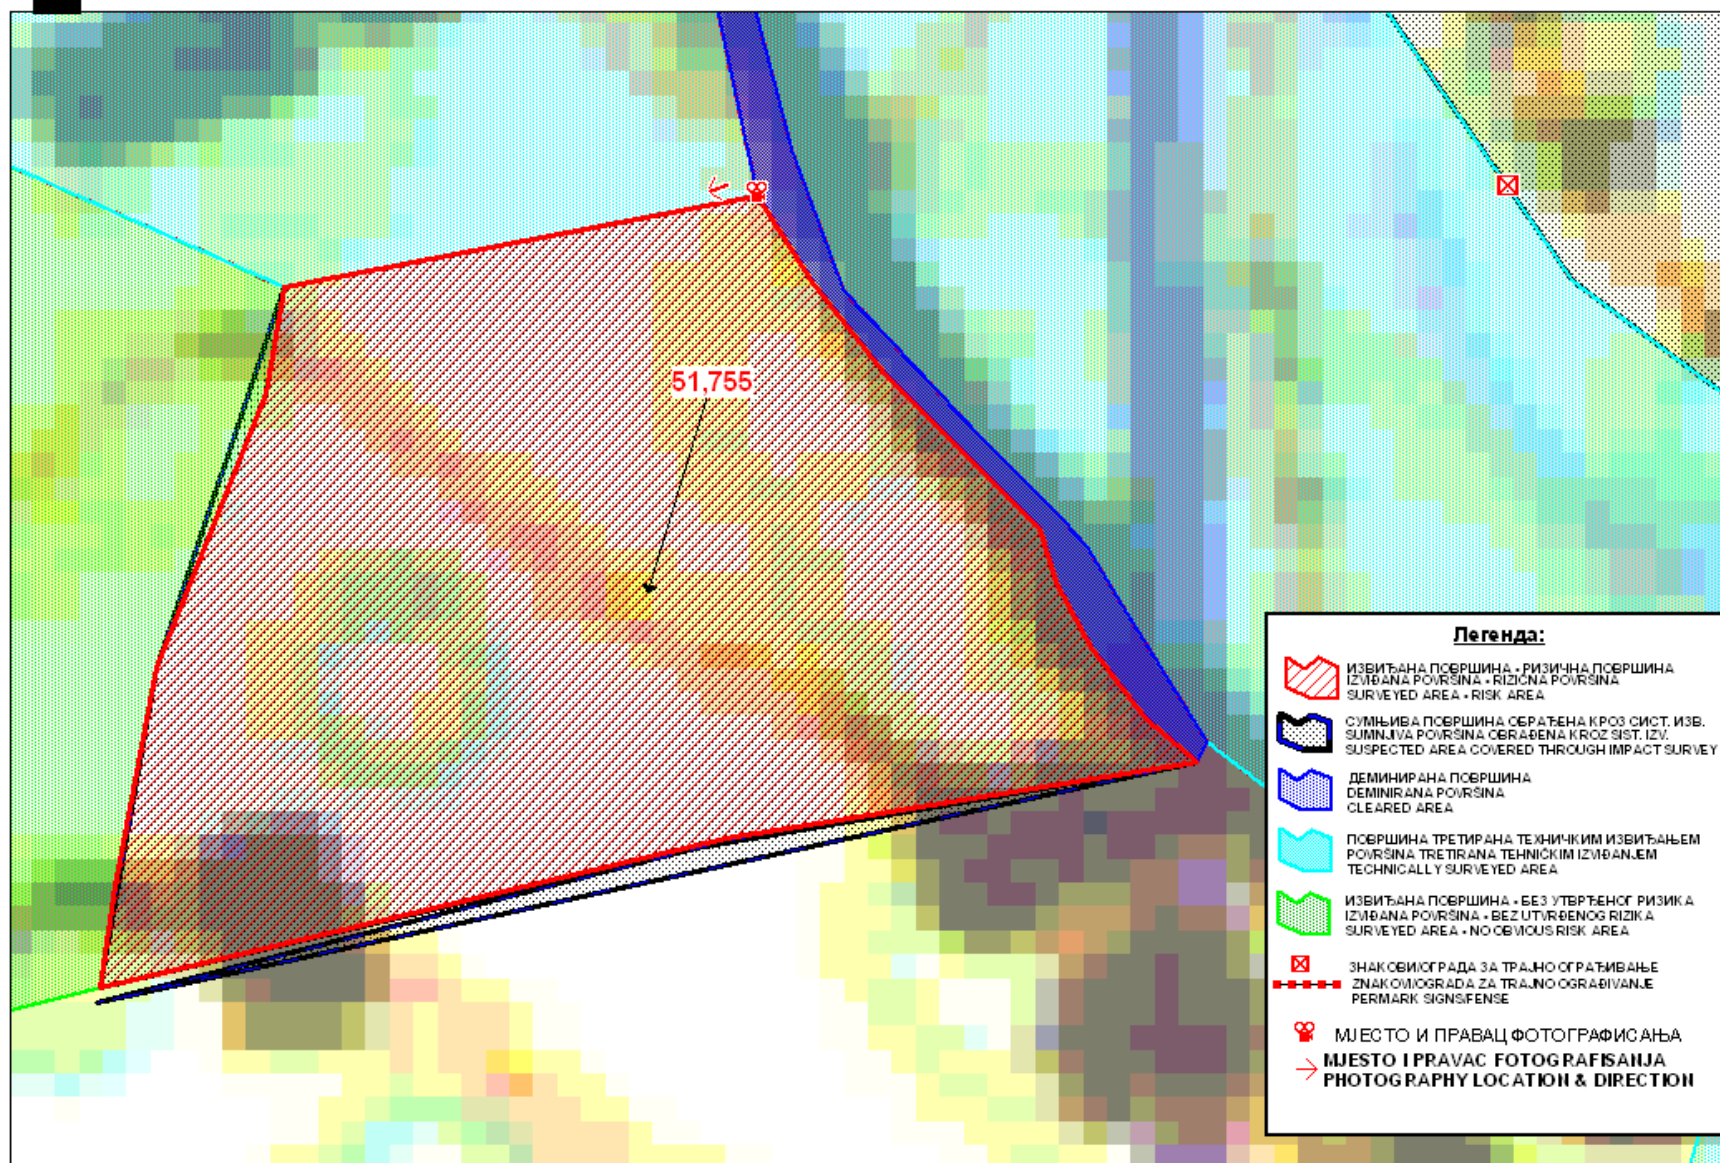 51,755
Легенда:
ИЗВИЂАНА ПОВРШИНА - РИЗИЧНА ПОВРШИНА
IZVIĐANA POVRŠINA - RIZIČNA POVRŠINA
SURVEYED AREA - RISK AREA
СУМЊИВА ПОВРШИНА ОБРАЂЕНА КРОЗ СИСТ. ИЗВ.
SUMNJIVA POVRŠINA OBRAĐENA KROZ SIST. IZV.
SUSPECTED AREA COVERED THROUGH IMPACT SURVEY
ДЕМИНИРАНА ПОВРШИНА
DEMINIRANA POVRŠINA
CLEARED AREA
ПОВРШИНА ТРЕТИРАНА ТЕХНИЧКИМ ИЗВИЂАЊЕМ
POVRŠINA TRETIRANA TEHNIČKIM IZVIĐANJEM
TECHNICALLY SURVEYED AREA
ИЗВИЂАНА ПОВРШИНА - БЕЗ УТВРЂЕНОГ РИЗИКА
IZVIĐANA POVRŠINA - BEZ UTVRĐENOG RIZIKA
SURVEYED AREA - NO OBVIOUS RISK AREA
ЗНАКОВИ/ОГРАДА ЗА ТРАЈНО ОГРАЂИВАЊЕ
ZNAKOVI/OGRADA ZA TRAJNO OGRAĐIVANJE
PERMARK SIGNS/FENSE
МЈЕСТО И ПРАВАЦ ФОТОГРАФИСАЊА
MJESTO I PRAVAC FOTOGRAFISANJA
PHOTOGRAPHY LOCATION & DIRECTION